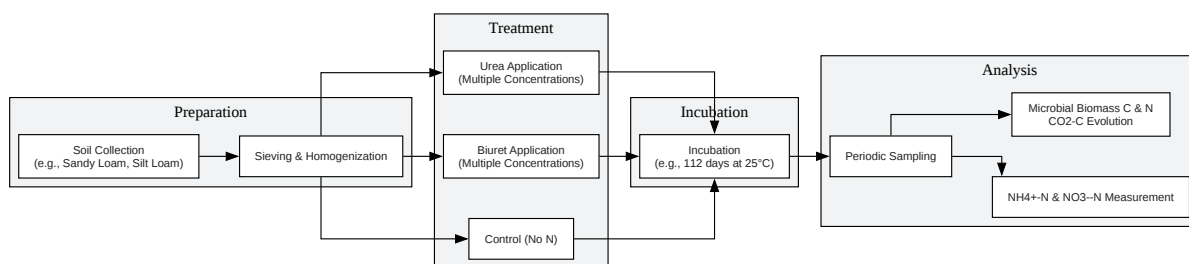 Preparation
Soil Collection
(e.g., Sandy Loam, Silt Loam)
Sieving & Homogenization
Treatment
Urea Application
(Multiple Concentrations)
Biuret Application
(Multiple Concentrations)
Control (No N)
Incubation
Incubation
(e.g., 112 days at 25°C)
Analysis
Periodic Sampling
Microbial Biomass C & N
CO2-C Evolution
NH4+-N & NO3--N Measurement